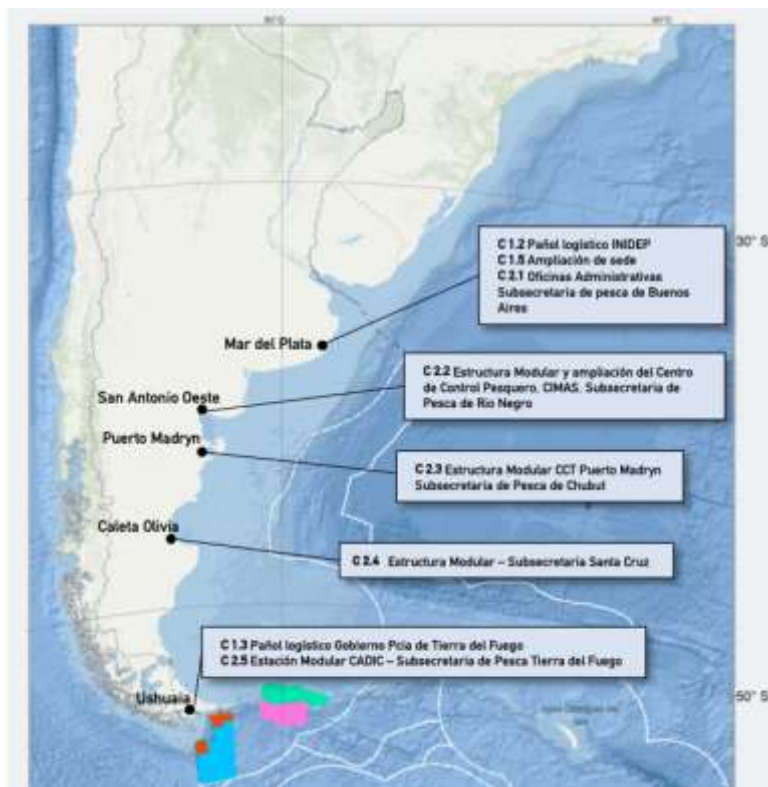 60° S
C 1.2 Pañol logístico INIDEP
C 1.5 Ampliación de sede
C 2.1 Oficinas Administrativas
Subsecretaria de pesca de Buenos
Aires
30° S
Mar del Plata
C 2.2 Estructura Modular y ampliación del Centro
de Control Pesquero, CIMAS. Subsecretaria de
Pesca de Río Negro
San Antonio Oeste
Puerto Madryn
C 2.3 Estructura Modular CCT Puerto Madryn
Subsecretaria de Pesca de Chubut
Caleta Olivia
C 2.4 Estructura Modular – Subsecretaria Santa Cruz
C 1.3 Pañol logístico Gobierno Pcia de Tierra del Fuego
C 2.5 Estación Modular CADIC – Subsecretaria de Pesca Tierra del Fuego
Ushuaia
50° S